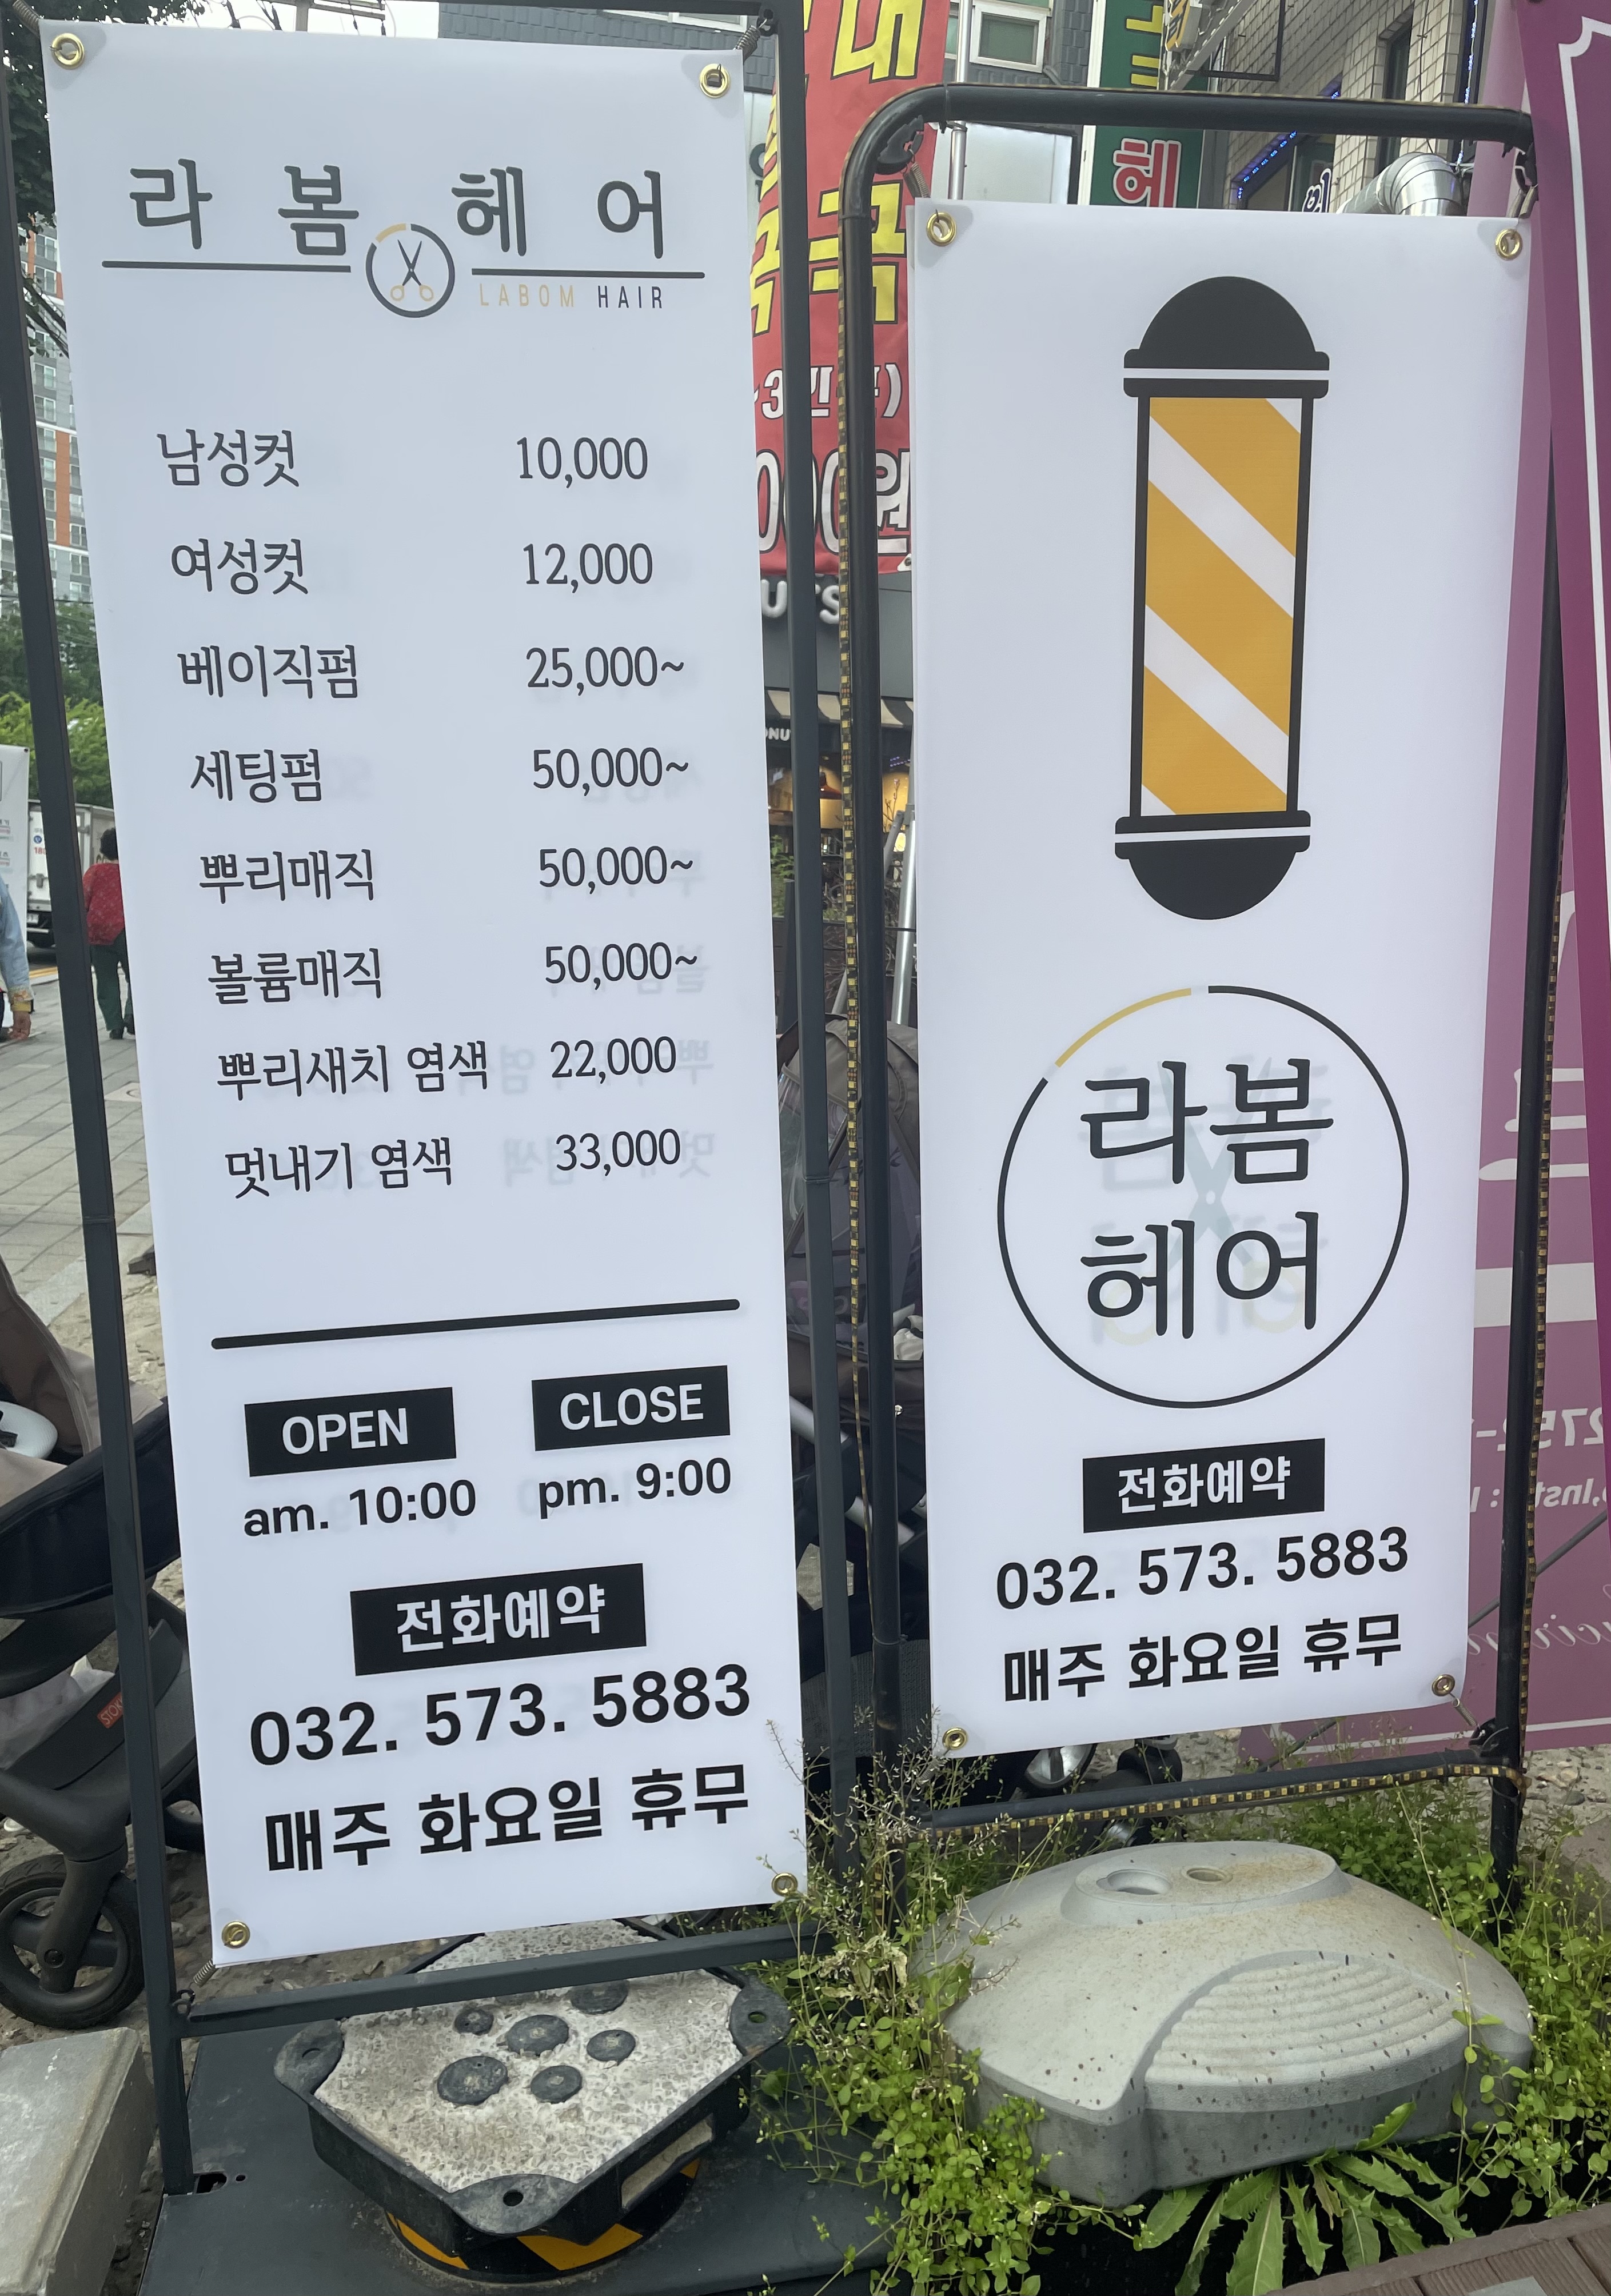 라 봄 헤 어
LABOM HAIR
남성컷 10,000
여성컷 12,000
베이직펌 25,000~
세팅펌 50,000~
뿌리매직 50,000~
볼륨매직 50,000~
뿌리새치 염색 22,000
멋내기 염색 33,000
OPEN CLOSE
am. 10:00 pm. 9:00
전화예약
032. 573. 5883
매주 화요일 휴무
라봄
헤어
전화예약
032. 573. 5883
매주 화요일 휴무
헤
STOKKE